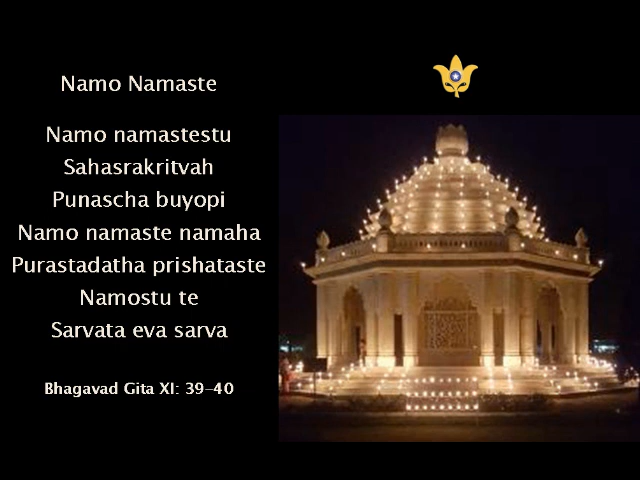 Namo Namaste
Namo namastestu
Sahasrakritvah
Punascha buyopi
Namo namaste namaha
Purastadatha prishataste
Namostu te
Sarvata eva sarva
Bhagavad Gita XI: 39-40